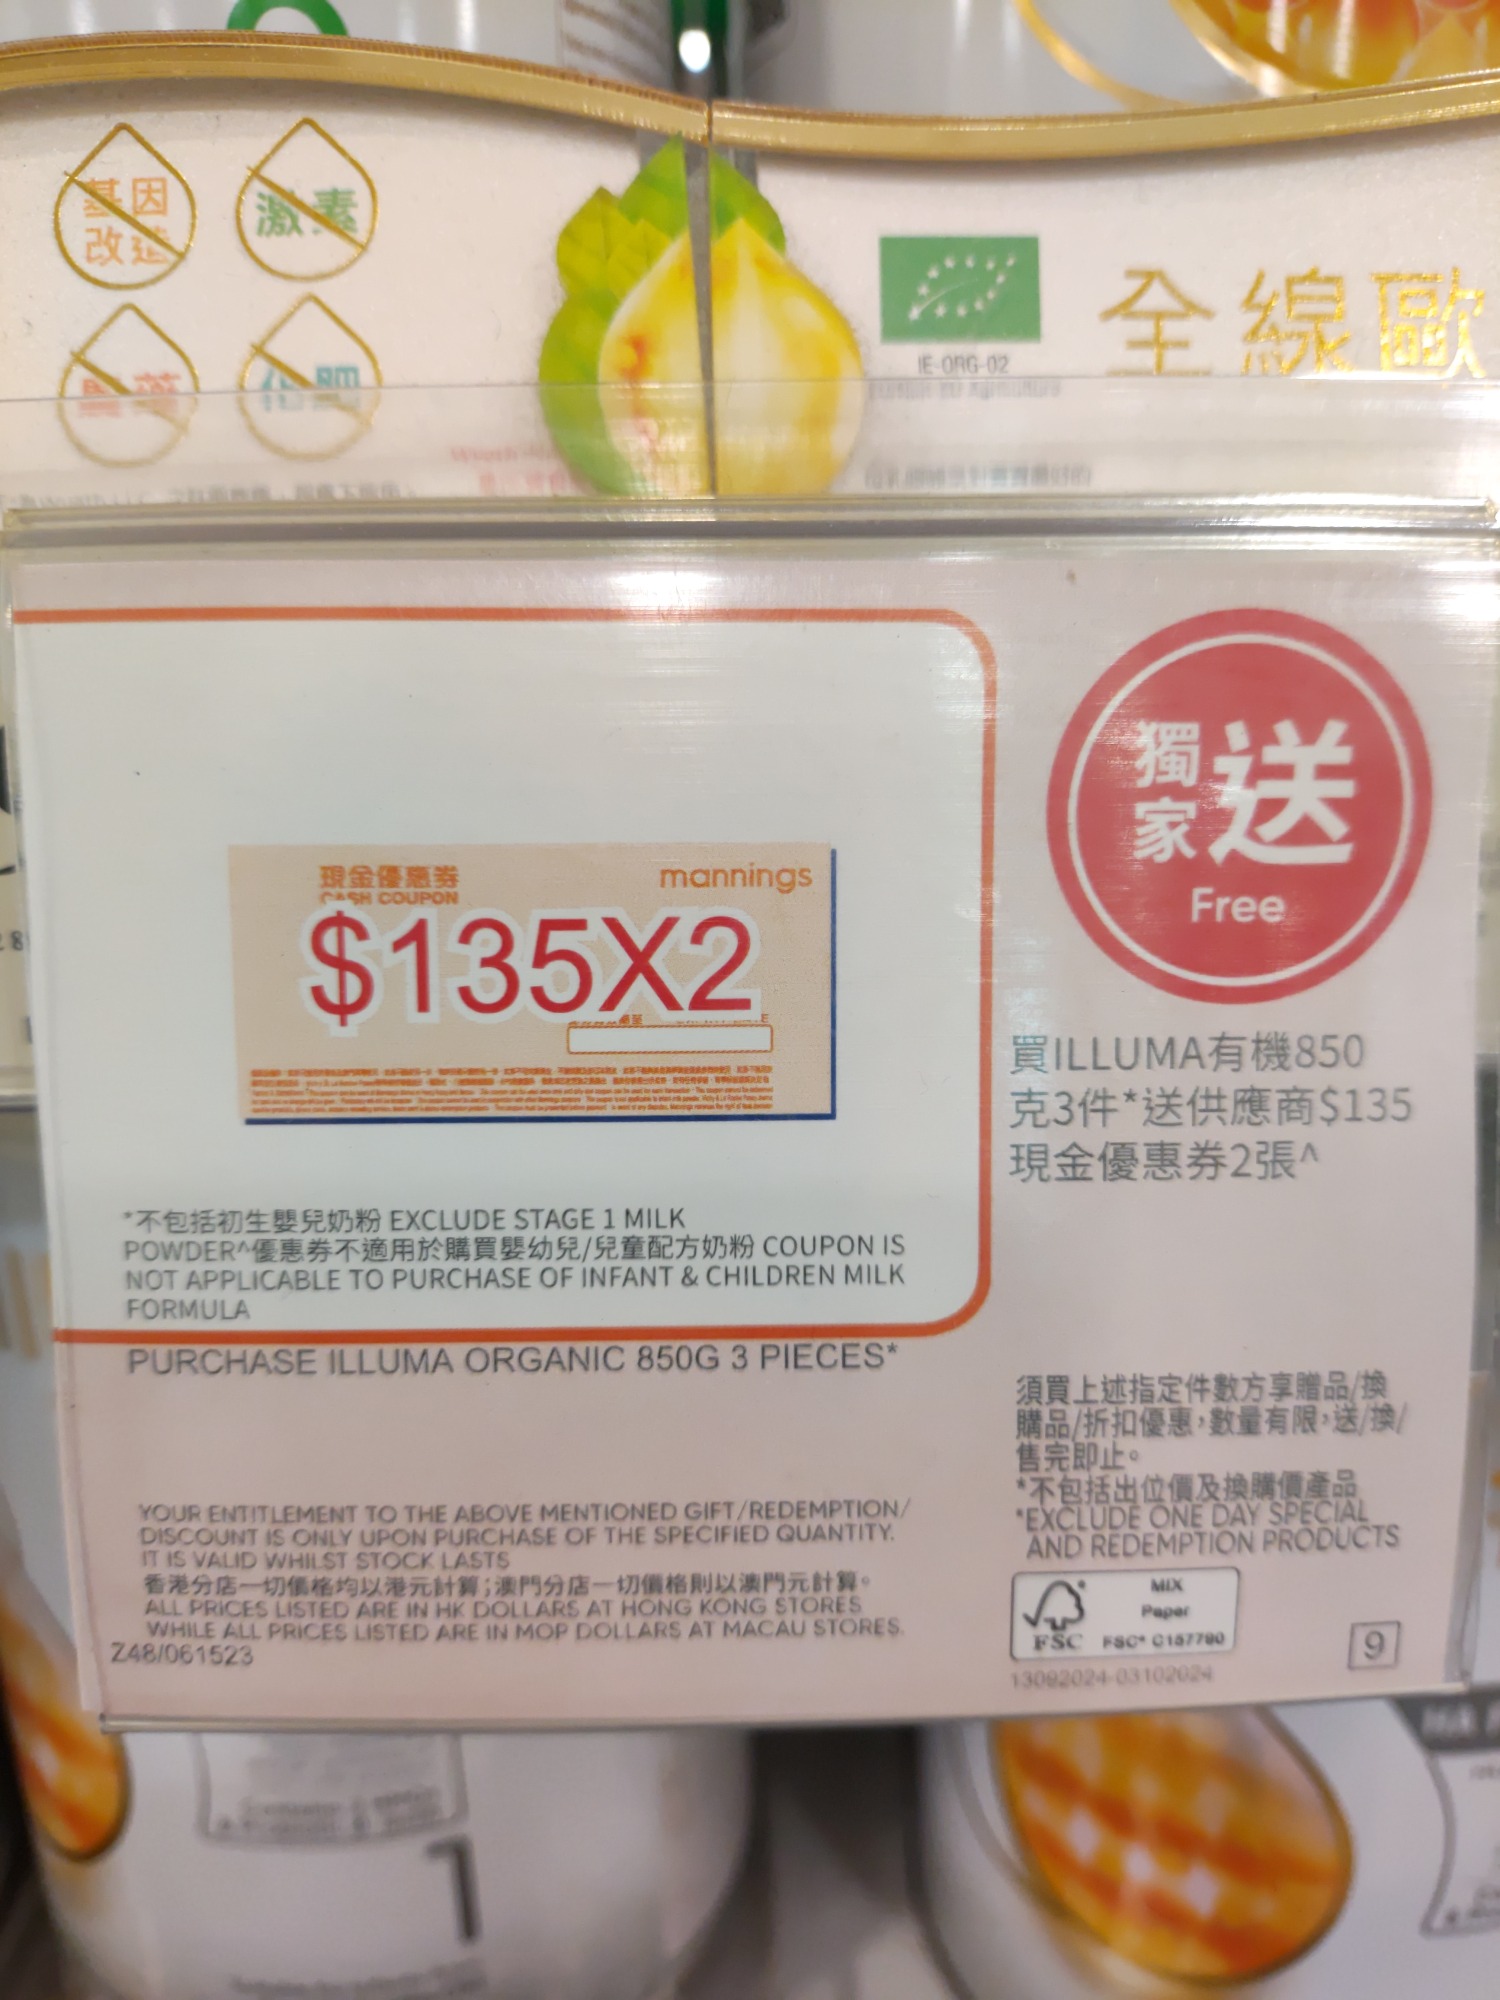 基因
改造
激素
化肥
IE-ORG-02
全線歐
獨家送
Free
現金優惠券
mannings
CASH COUPON
$135X2
買ILLUMA有機850
克3件*送供應商$135
現金優惠券2張^
*不包括初生嬰兒奶粉 EXCLUDE STAGE 1 MILK
POWDER^優惠券不適用於購買嬰幼兒/兒童配方奶粉 COUPON IS
NOT APPLICABLE TO PURCHASE OF INFANT & CHILDREN MILK
FORMULA
PURCHASE ILLUMA ORGANIC 850G 3 PIECES*
須買上述指定件數方享贈品/換
購品/折扣優惠，數量有限，送/換/
售完即止。
*不包括出位價及換購價產品
*EXCLUDE ONE DAY SPECIAL
AND REDEMPTION PRODUCTS
YOUR ENTITLEMENT TO THE ABOVE MENTIONED GIFT/REDEMPTION/
DISCOUNT IS ONLY UPON PURCHASE OF THE SPECIFIED QUANTITY.
IT IS VALID WHILST STOCK LASTS
香港分店一切價格均以港元計算；澳門分店一切價格則以澳門元計算。
ALL PRICES LISTED ARE IN HK DOLLARS AT HONG KONG STORES
WHILE ALL PRICES LISTED ARE IN MOP DOLLARS AT MACAU STORES.
Z48/061523
MIX
Paper
FSC
FSC® C157790
9
13092024-03102024
1